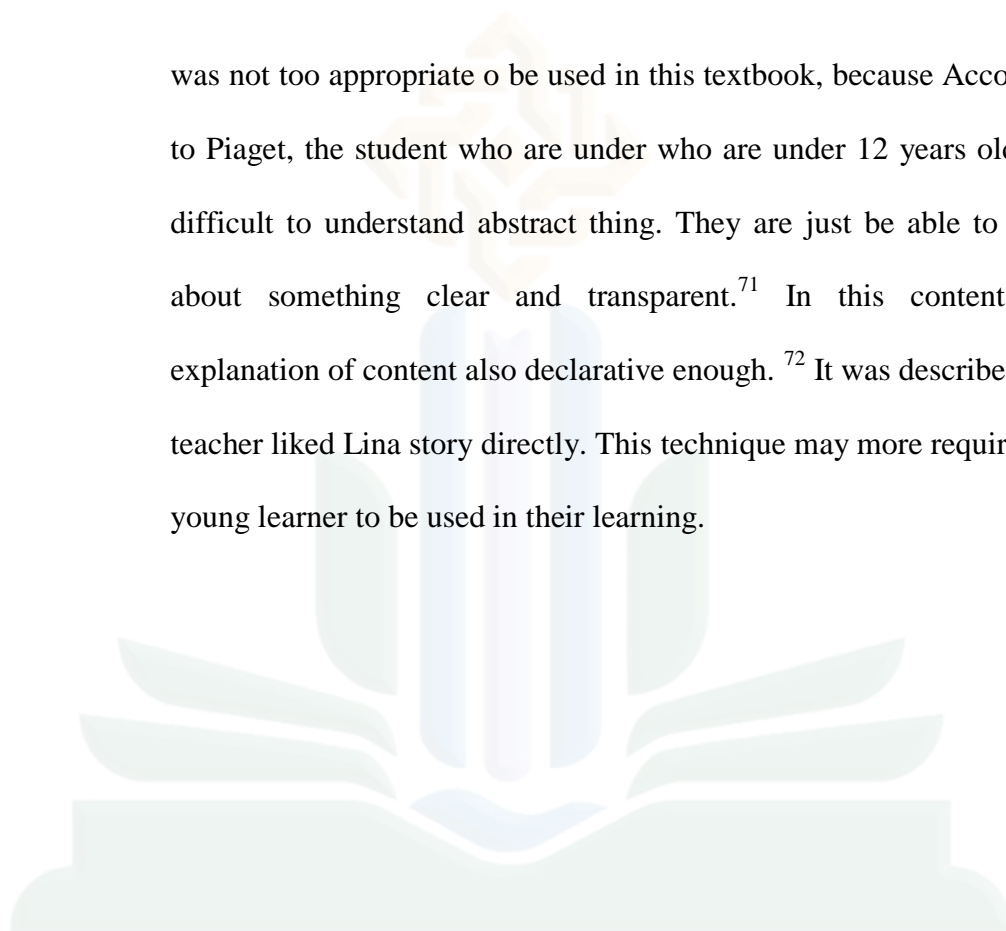 was not too appropriate o be used in this textbook, because Acco
to Piaget, the student who are under who are under 12 years old
difficult to understand abstract thing. They are just be able to
about something clear and transparent.71 In this content
explanation of content also declarative enough. 72 It was describe
teacher liked Lina story directly. This technique may more requir
young learner to be used in their learning.